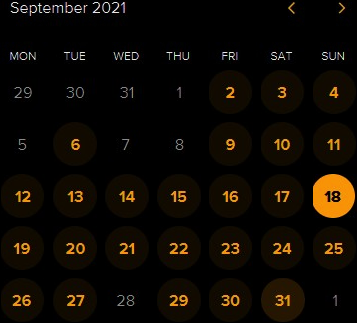 September 2021
MON TUE WED THU FRI SAT SUN
29 30 31 1 2 3 4
5 6 7 8 9 10 11
12 13 14 15 16 17 18
19 20 21 22 23 24 25
26 27 28 29 30 31 1